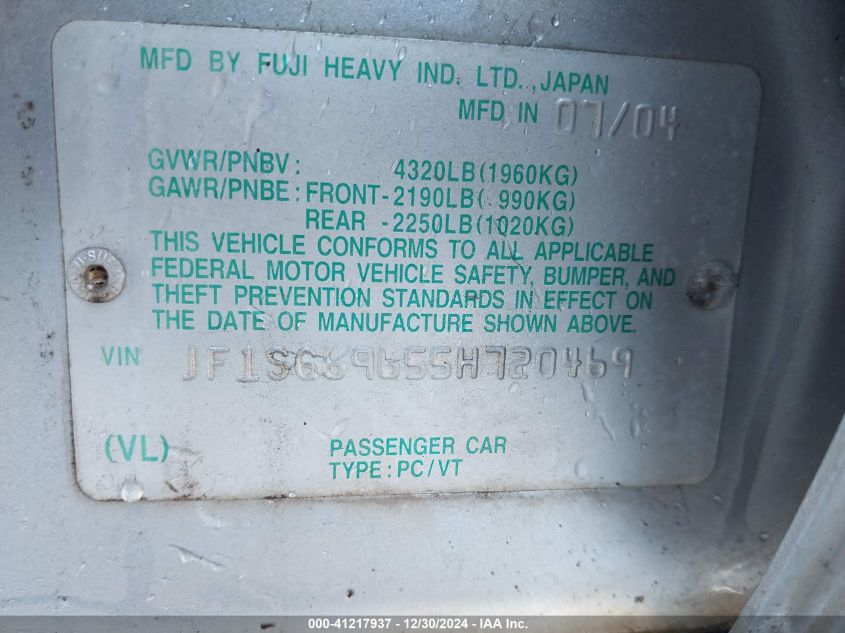 MFD BY FUJI HEAVY IND. LTD., JAPAN
MFD IN 07/04
GVWR/PNBV: 4320LB(1960KG)
GAWR/PNBE: FRONT-2190LB( 990KG)
REAR -2250LB(1020KG)
THIS VEHICLE CONFORMS TO ALL APPLICABLE
FEDERAL MOTOR VEHICLE SAFETY, BUMPER, AND
THEFT PREVENTION STANDARDS IN EFFECT ON
THE DATE OF MANUFACTURE SHOWN ABOVE.
VIN JF1SG69655H720469
(VL) PASSENGER CAR
TYPE: PC/VT
000-41217937 - 12/30/2024 - IAA Inc.